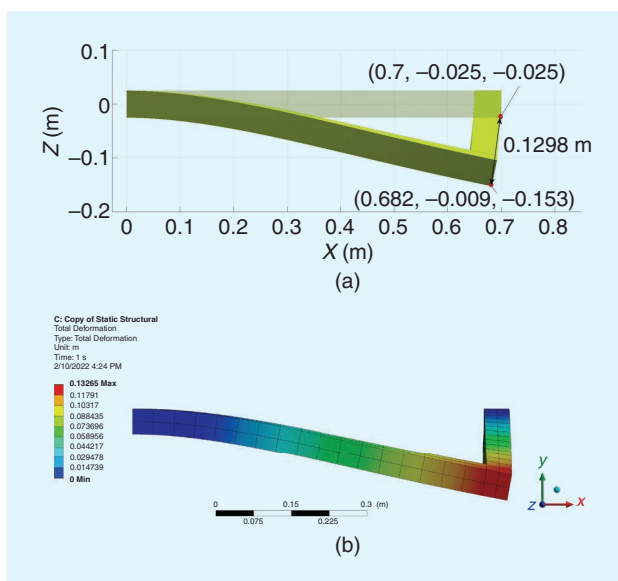 0.1
(0.7, –0.025, –0.025)
0
Z (m)
0.1298 m
–0.1
(0.682, –0.009, –0.153)
–0.2
0 0.1 0.2 0.3 0.4 0.5 0.6 0.7 0.8
X (m)
(a)
C: Copy of Static Structural
Total Deformation
Type: Total Deformation
Unit: m
Time: 1 s
2/10/2022 4:24 PM
0.13265 Max
0.11791
0.10317
0.088435
0.073696
0.058956
0.044217
0.029478
0.014739
0 Min
y
z x
0 0.15 0.3 (m)
0.075 0.225
(b)